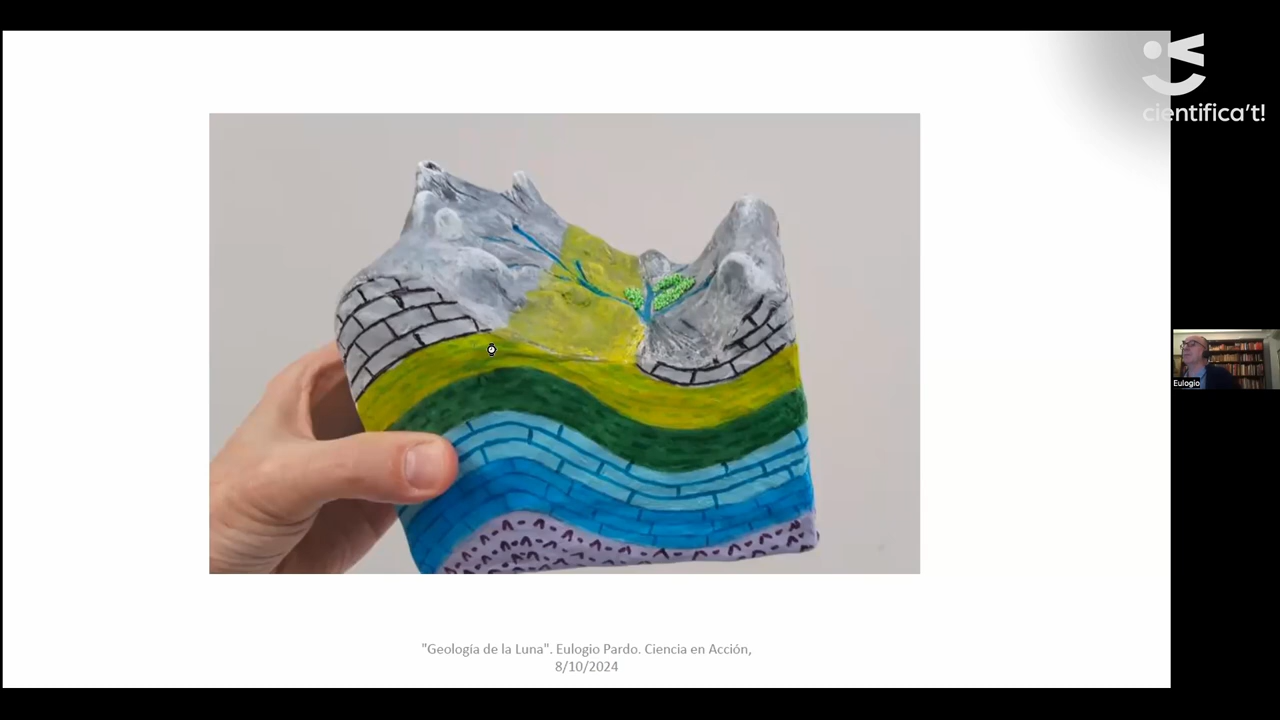 cientifica't!
Eulogio
"Geología de la Luna". Eulogio Pardo. Ciencia en Acción,
8/10/2024